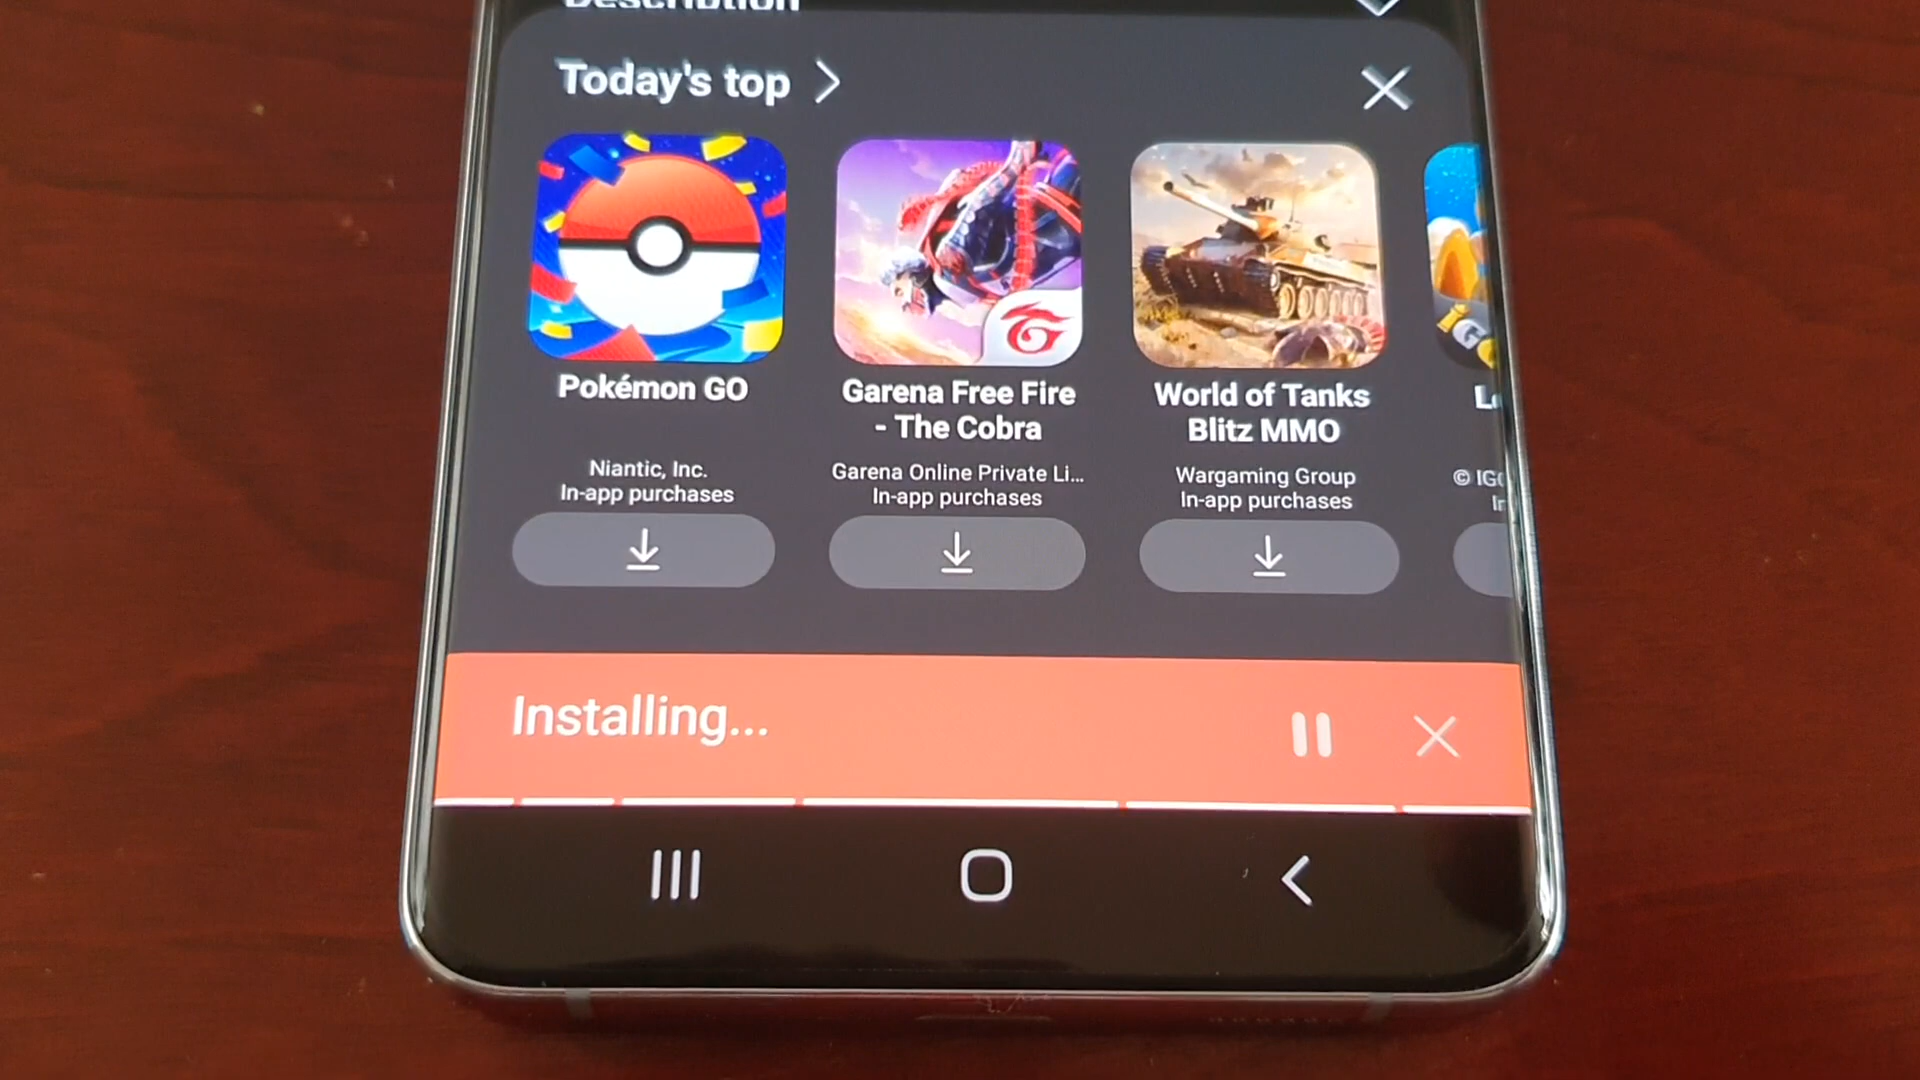 Description
Today's top
Pokémon GO
Niantic, Inc.
In-app purchases
Garena Free Fire
- The Cobra
Garena Online Private Li...
In-app purchases
World of Tanks
Blitz MMO
Wargaming Group
In-app purchases
© IG
Installing...